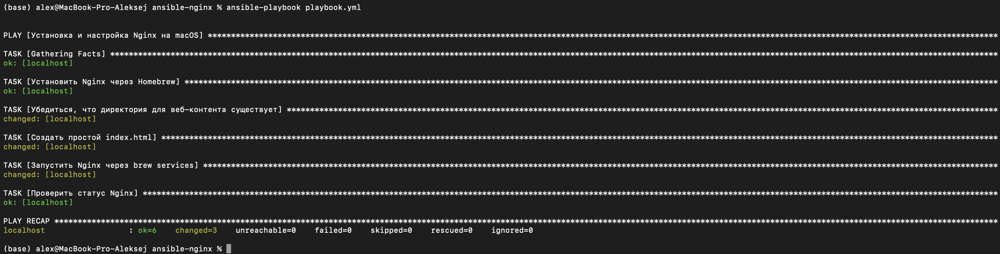 (base) alex@MacBook-Pro-Aleksej ansible-nginx % ansible-playbook playbook.yml
PLAY [Установка и настройка Nginx на macOS] ****************************************************************************************************************************************************************************
TASK [Gathering Facts] *************************************************************************************************************************************************************************************************
ok: [localhost]
TASK [Установить Nginx через Homebrew] *********************************************************************************************************************************************************************************
ok: [localhost]
TASK [Убедиться, что директория для веб-контента существует] ***********************************************************************************************************************************************************
changed: [localhost]
TASK [Создать простой index.html] **************************************************************************************************************************************************************************************
changed: [localhost]
TASK [Запустить Nginx через brew services] *****************************************************************************************************************************************************************************
changed: [localhost]
TASK [Проверить статус Nginx] ******************************************************************************************************************************************************************************************
ok: [localhost]
PLAY RECAP *************************************************************************************************************************************************************************************************************
localhost                  : ok=6    changed=3    unreachable=0    failed=0    skipped=0    rescued=0    ignored=0
(base) alex@MacBook-Pro-Aleksej ansible-nginx %